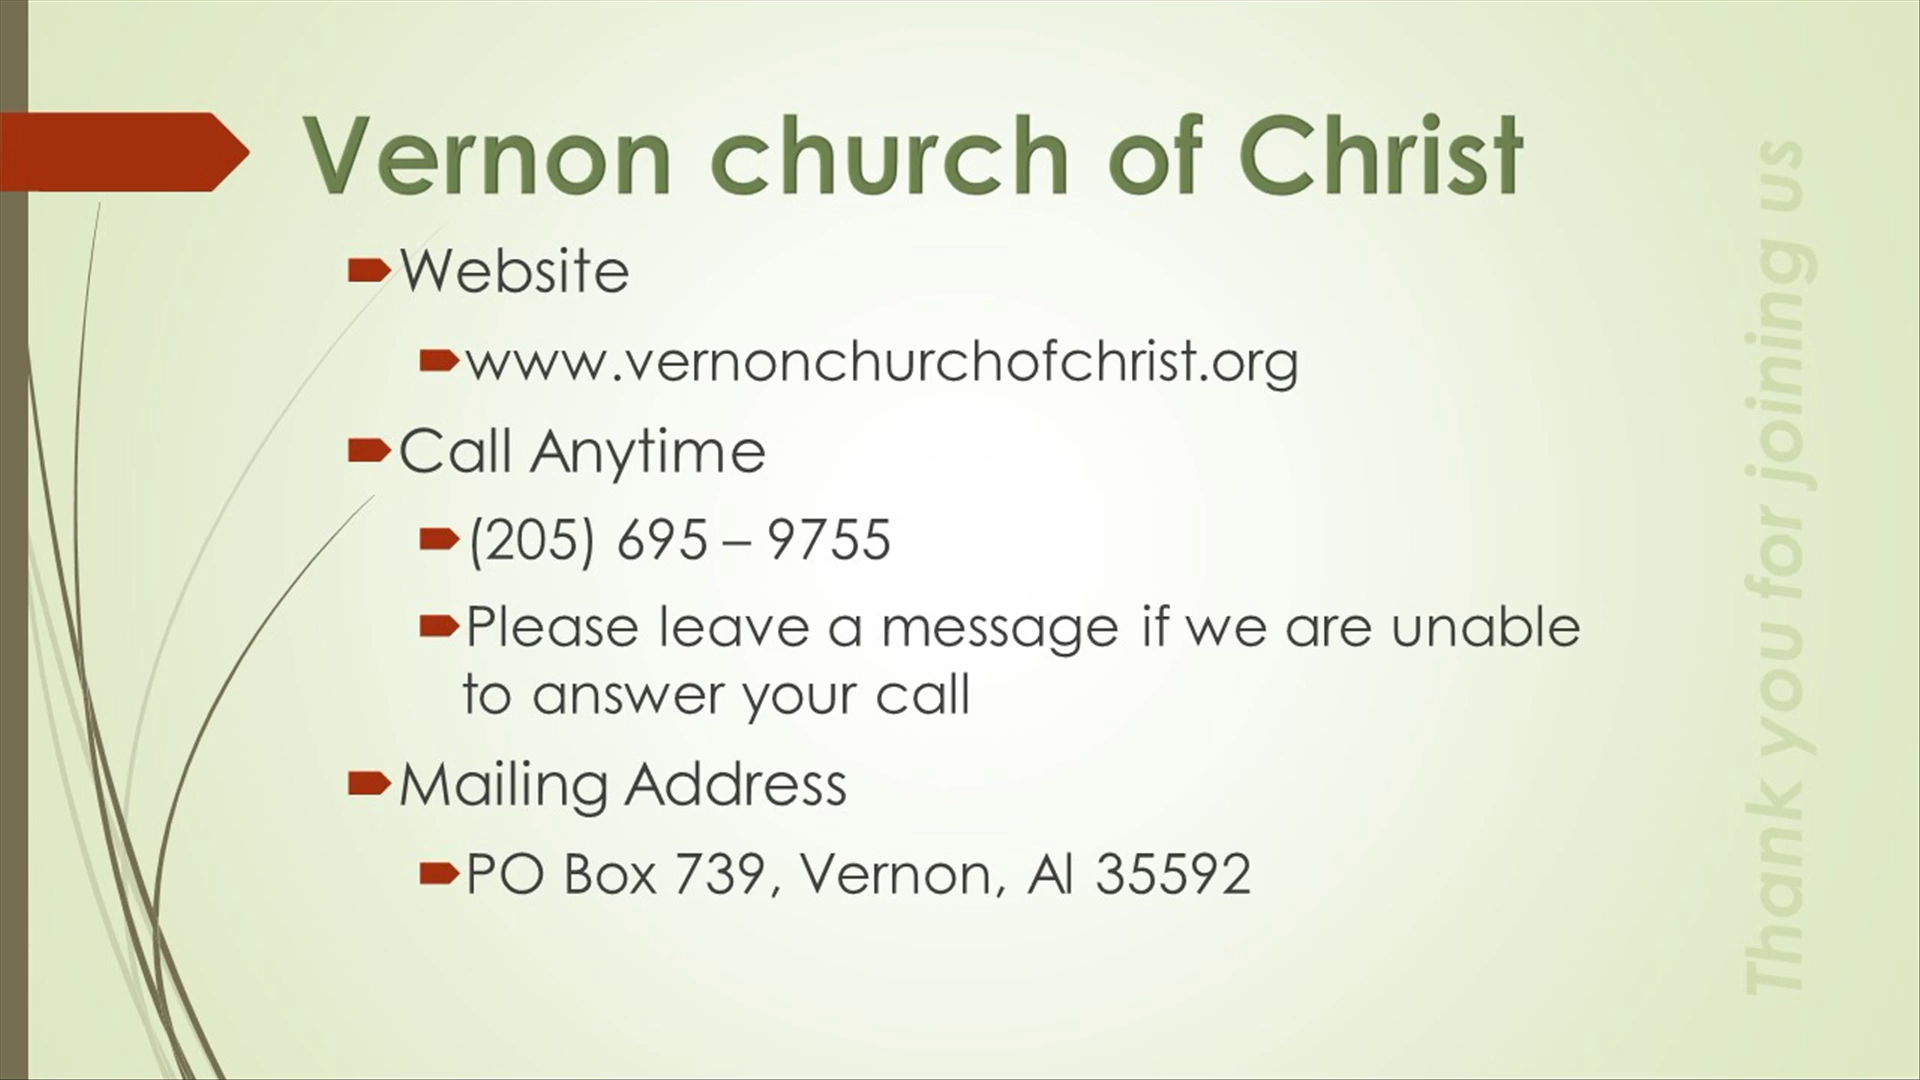 Vernon church of Christ
Website
www.vernonchurchofchrist.org
Call Anytime
(205) 695 – 9755
Please leave a message if we are unable
to answer your call
Mailing Address
PO Box 739, Vernon, Al 35592
Thank you for joining us